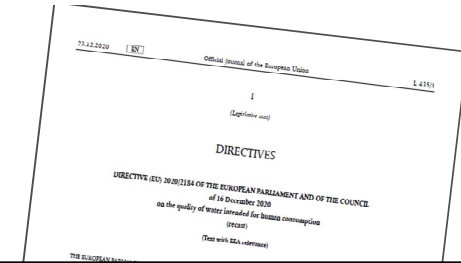 23.12.2020 EN Official Journal of the European Union L 435/1
I
(Legislative acts)
DIRECTIVES
DIRECTIVE (EU) 2020/2184 OF THE EUROPEAN PARLIAMENT AND OF THE COUNCIL
of 16 December 2020
on the quality of water intended for human consumption
(recast)
(Text with EEA relevance)
THE EUROPEAN